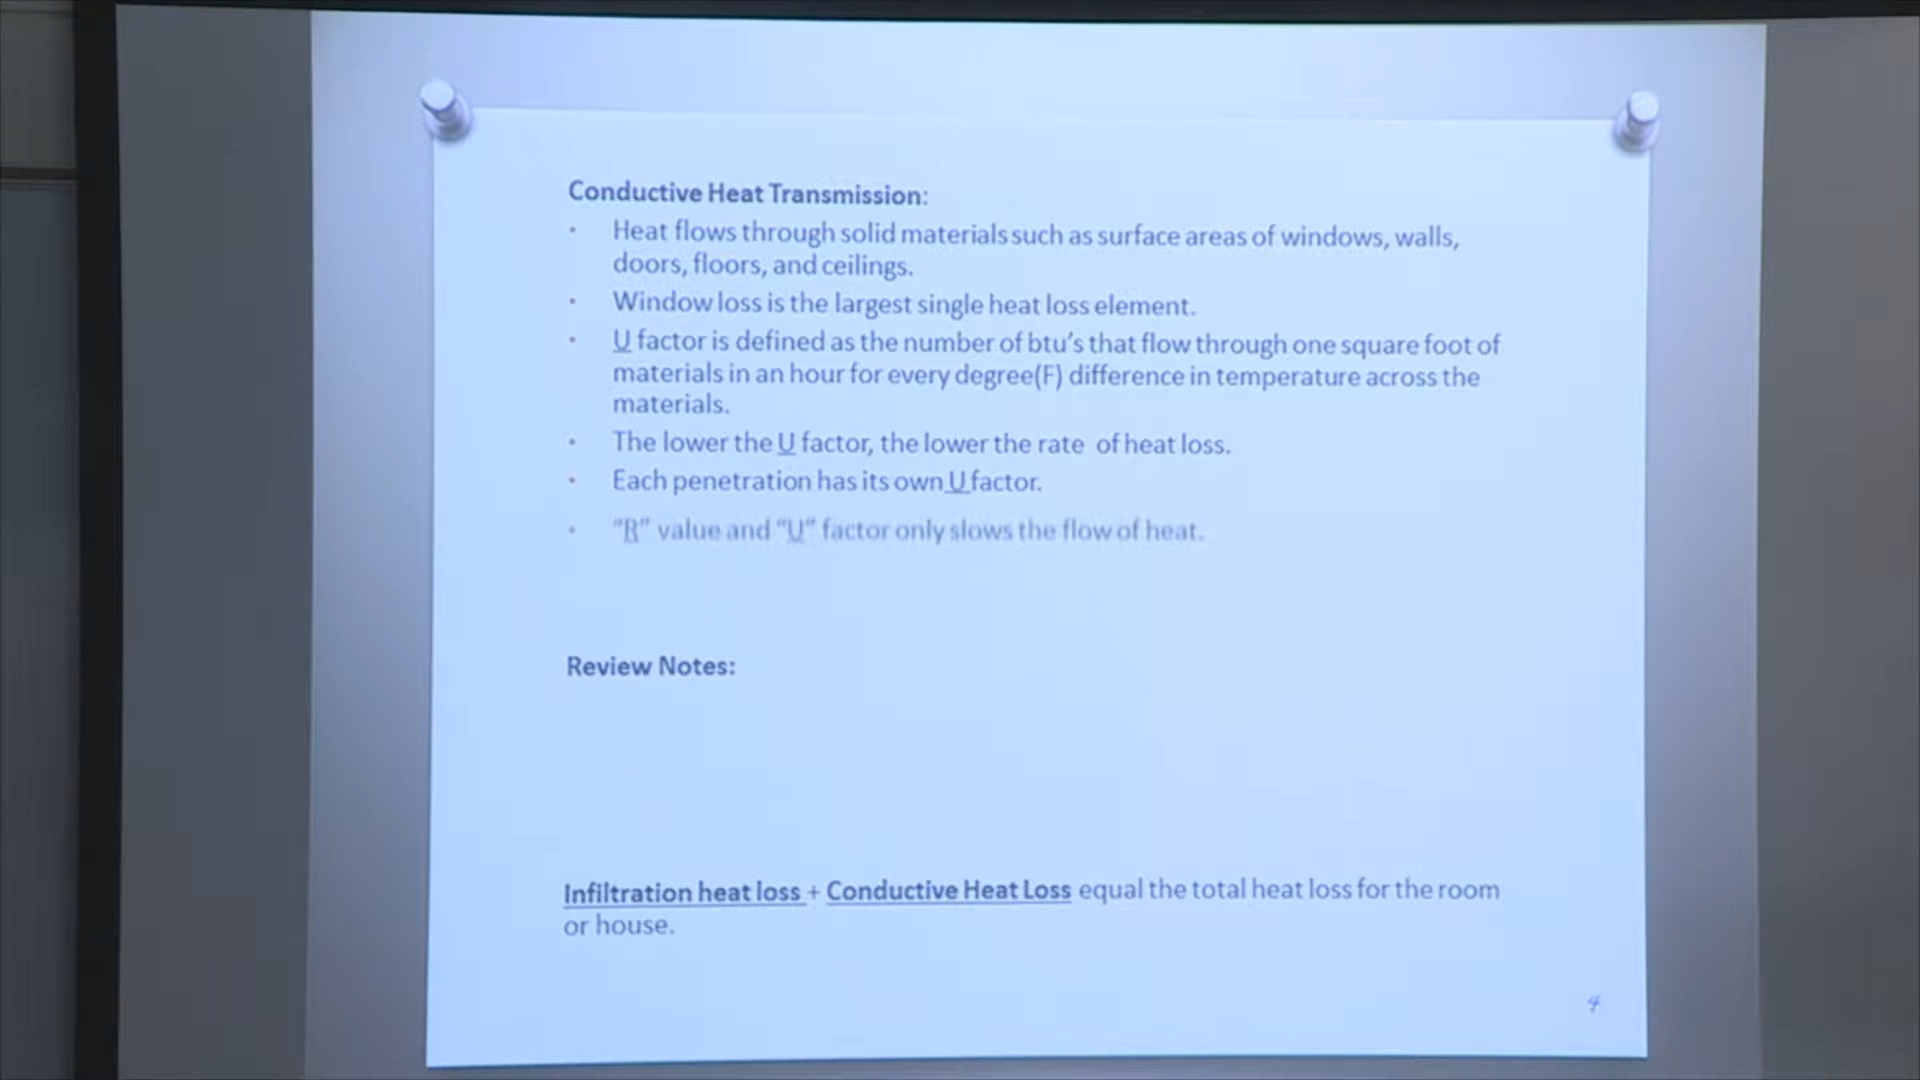 Conductive Heat Transmission:
• Heat flows through solid materials such as surface areas of windows, walls,
doors, floors, and ceilings.
• Window loss is the largest single heat loss element.
• U factor is defined as the number of btu's that flow through one square foot of
materials in an hour for every degree(F) difference in temperature across the
materials.
• The lower the U factor, the lower the rate of heat loss.
• Each penetration has its own U factor.
• "R" value and "U" factor only slows the flow of heat.
Review Notes:
Infiltration heat loss + Conductive Heat Loss equal the total heat loss for the room
or house.
4